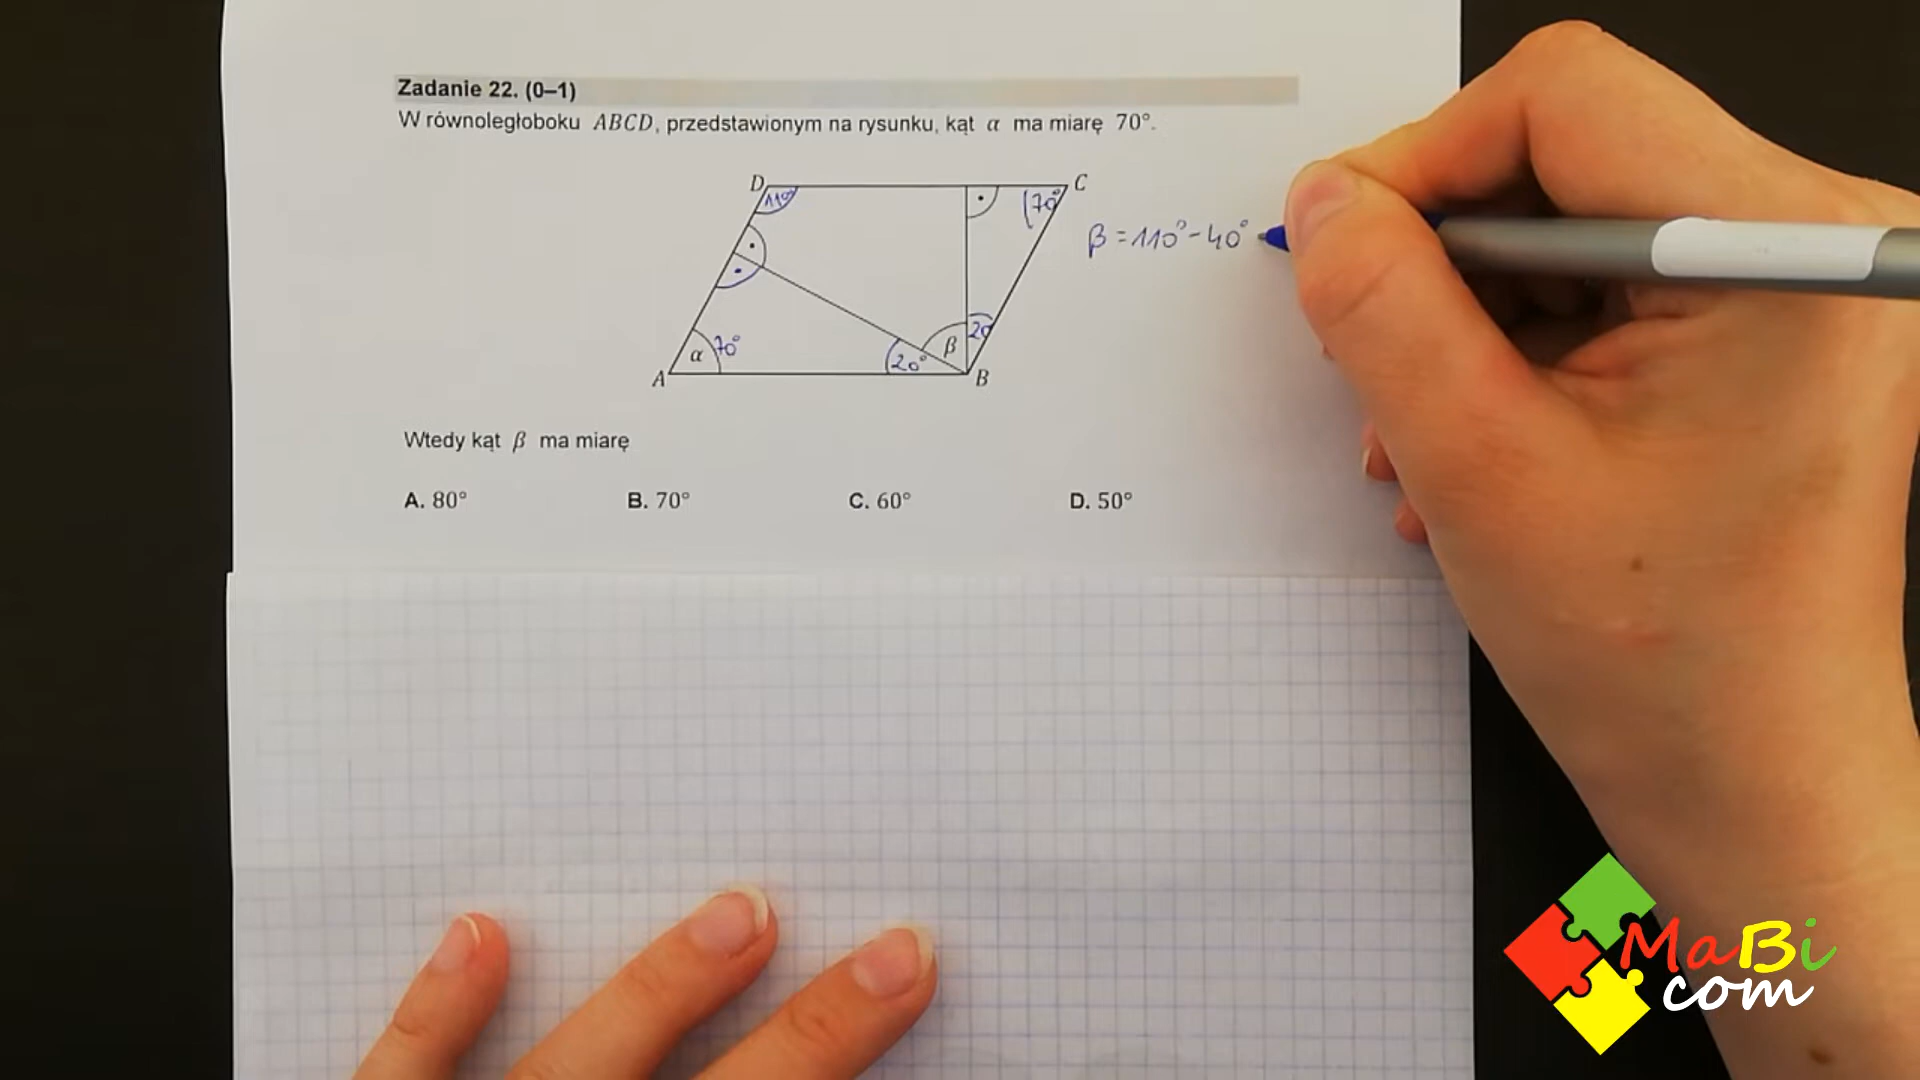 Zadanie 22. (0–1)
W równoległoboku ABCD, przedstawionym na rysunku, kąt α ma miarę 70°.
D 110° (70° C
β = 110° - 40°
20
α 70° (20° β
A B
Wtedy kąt β ma miarę
A. 80° B. 70° C. 60° D. 50°
MaBi
com